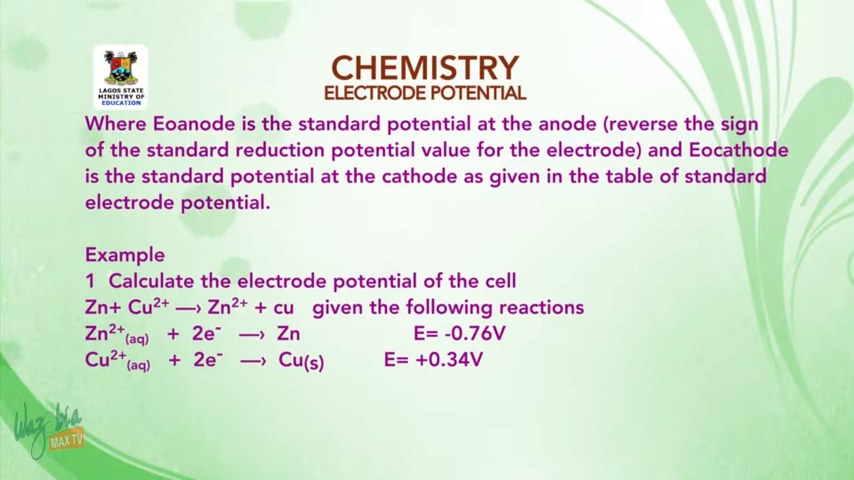 CHEMISTRY
ELECTRODE POTENTIAL
LAGOS STATE
MINISTRY OF
EDUCATION
Where Eoanode is the standard potential at the anode (reverse the sign
of the standard reduction potential value for the electrode) and Eocathode
is the standard potential at the cathode as given in the table of standard
electrode potential.
Example
1 Calculate the electrode potential of the cell
Zn+ Cu²⁺ —› Zn²⁺ + cu given the following reactions
Zn²⁺(aq) + 2e⁻ —› Zn E= -0.76V
Cu²⁺(aq) + 2e⁻ —› Cu(s) E= +0.34V
Wazobia
MAX TV